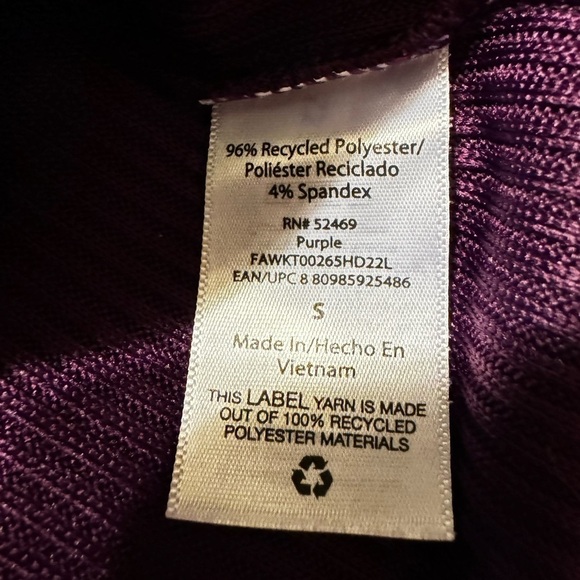 96% Recycled Polyester/
Poliéster Reciclado
4% Spandex
RN# 52469
Purple
FAWKT00265HD22L
EAN/UPC 8 80985925486
S
Made In/Hecho En
Vietnam
THIS LABEL YARN IS MADE
OUT OF 100% RECYCLED
POLYESTER MATERIALS